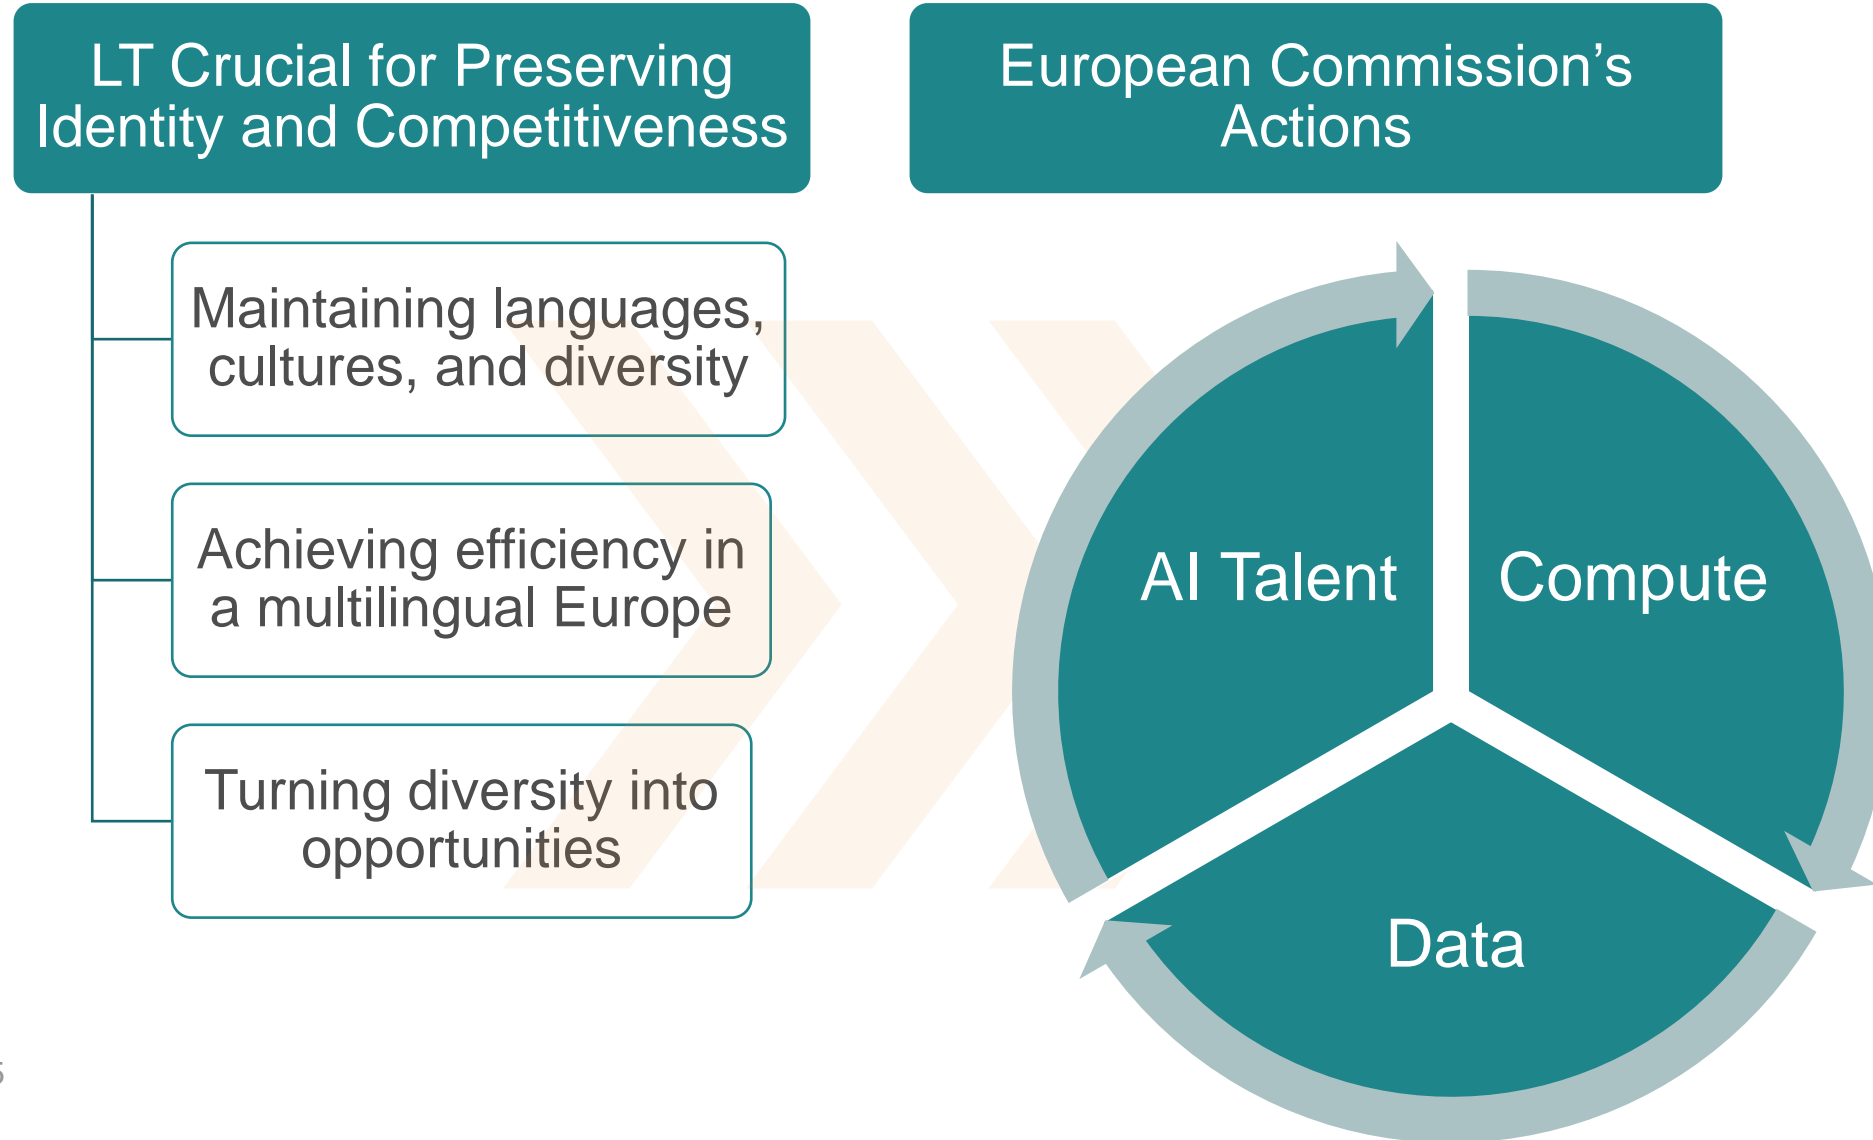 LT Crucial for Preserving
Identity and Competitiveness
Maintaining languages,
cultures, and diversity
Achieving efficiency in
a multilingual Europe
Turning diversity into
opportunities
European Commission’s
Actions
AI Talent
Compute
Data